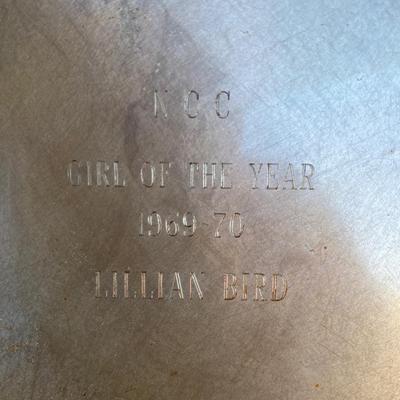 N C C
GIRL OF THE YEAR
1969-70
LILLIAN BIRD